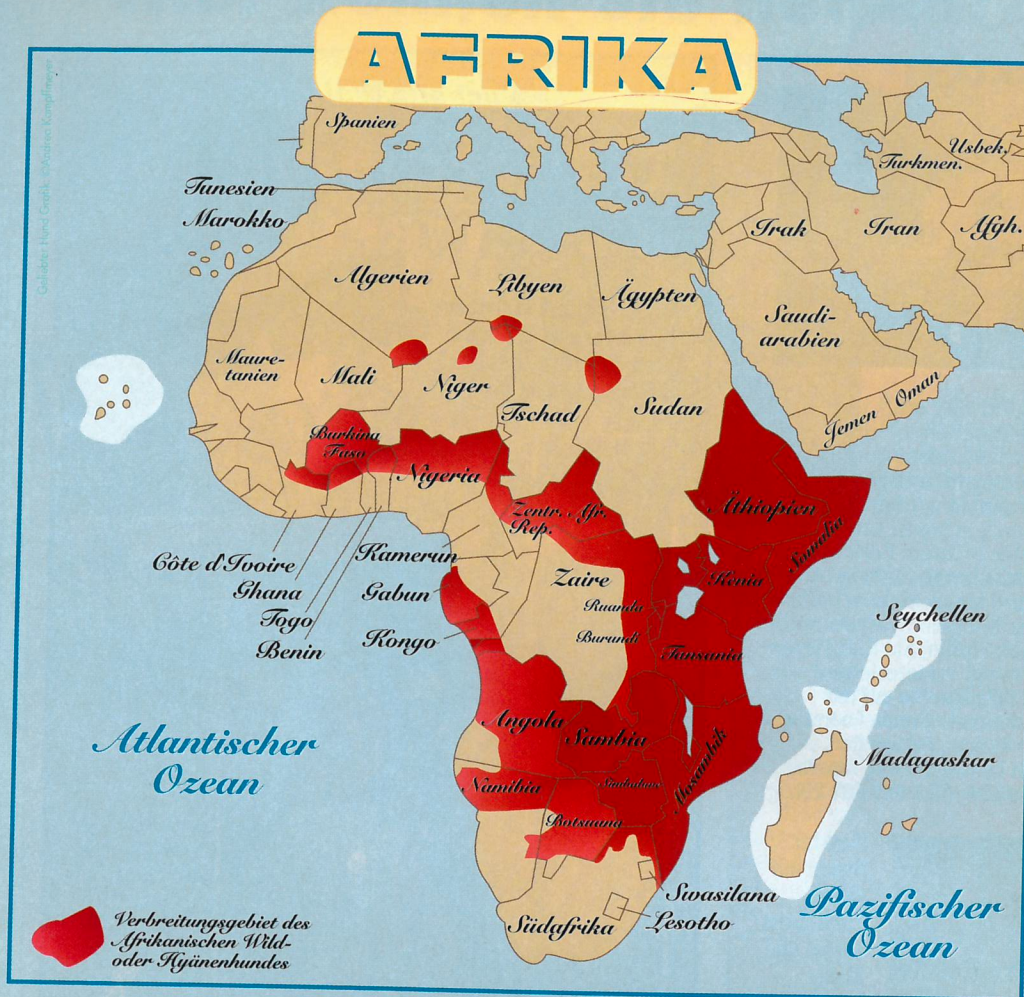 AFRIKA
Spanien
Usbek.
Turkmen.
Tunesien
Marokko
Irak
Iran
Afgh.
Algerien
Libyen
Ägypten
Saudi-
arabien
Maure-
tanien
Mali
Niger
Tschad
Sudan
Oman
Jemen
Burkina
Faso
Nigeria
Äthiopien
Zentr. Afr.
Rep.
Somalia
Côte d'Ivoire
Kamerun
Zaire
Kenia
Ghana
Gabun
Ruanda
Togo
Seychellen
Benin
Kongo
Burundi
Tansania
Angola
Sambia
Atlantischer
Ozean
Mosambik
Madagaskar
Namibia
Simbabwe
Botsuana
Swasilana
Lesotho
Südafrika
Pazifischer
Ozean
Verbreitungsgebiet des
Afrikanischen Wild-
oder Hyänenhundes